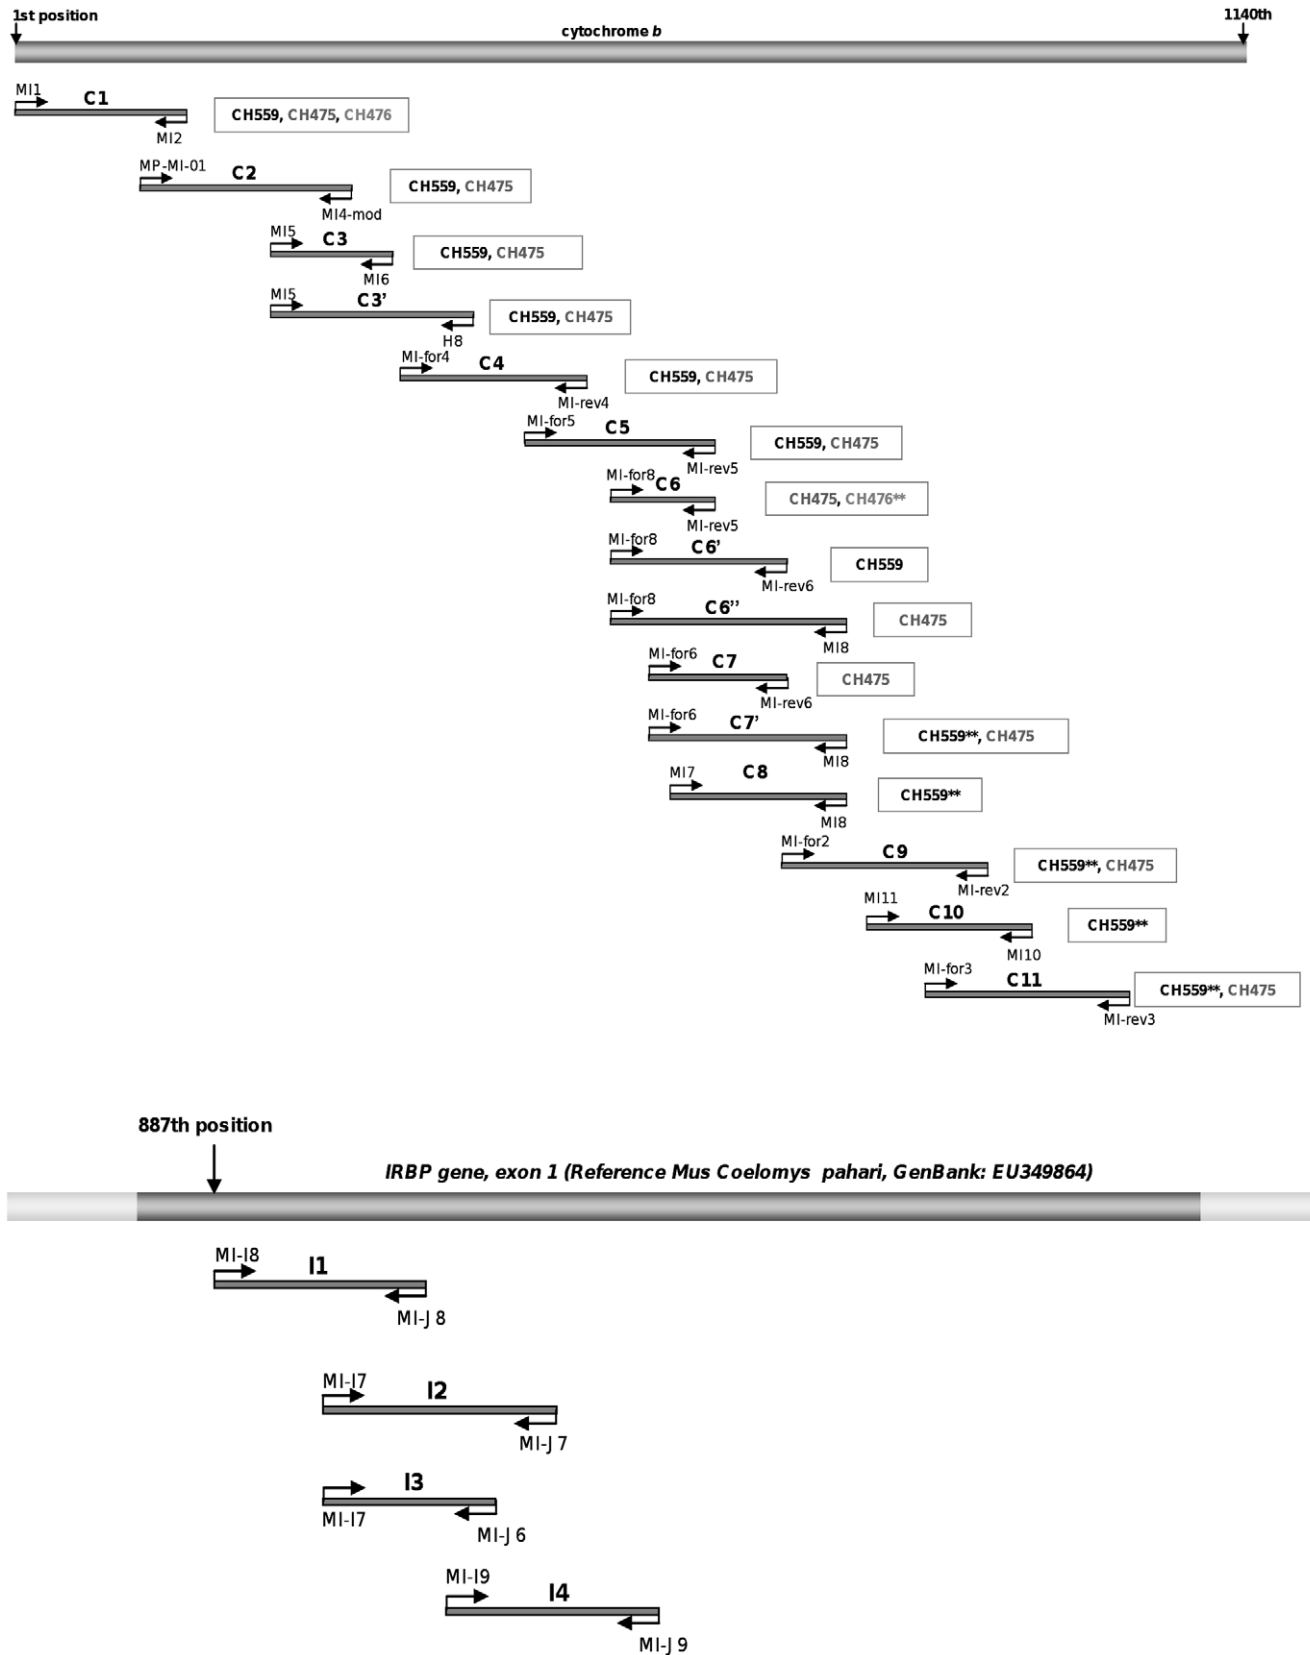 1st position
1140th
cytochrome b
MI1
C1
CH559, CH475, CH476
MI2
MP-MI-01
C2
CH559, CH475
MI4-mod
MI5
C3
CH559, CH475
MI6
MI5
C3’
CH559, CH475
H8
MI-for4
C4
CH559, CH475
MI-rev4
MI-for5
C5
CH559, CH475
MI-rev5
MI-for8
C6
CH475, CH476**
MI-rev5
MI-for8
C6’
CH559
MI-rev6
MI-for8
C6’’
CH475
MI8
MI-for6
C7
CH475
MI-rev6
MI-for6
C7’
CH559**, CH475
MI8
MI7
C8
CH559**
MI8
MI-for2
C9
CH559**, CH475
MI-rev2
MI11
C10
CH559**
MI10
MI-for3
C11
CH559**, CH475
MI-rev3
887th position
IRBP gene, exon 1 (Reference Mus Coelomys pahari, GenBank: EU349864)
MI-I8
I1
MI-J8
MI-I7
I2
MI-J7
I3
MI-I7
MI-J6
MI-I9
I4
MI-J9